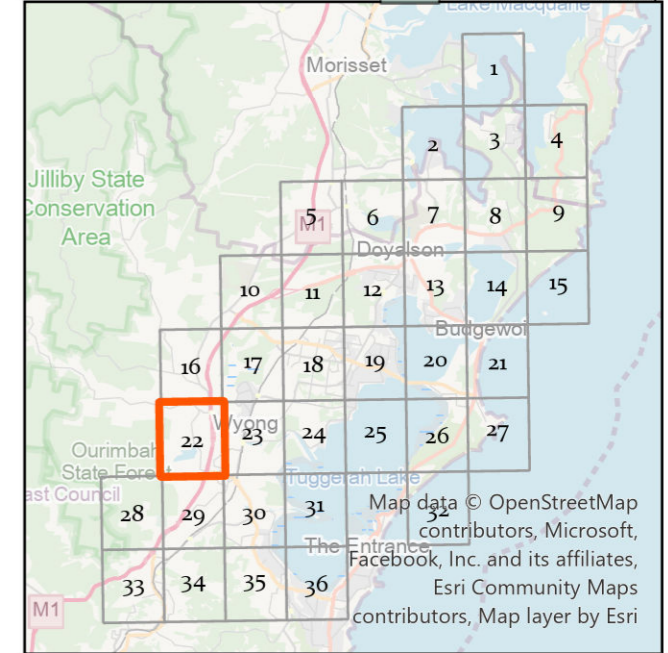 Lake Macquarie
Morisset
1
2
3
4
Jilliby State
Conservation
Area
5
M1
6
7
8
9
Doyalson
10
11
12
13
14
15
Budgewoi
16
17
18
19
20
21
Wyong
22
23
24
25
26
27
Ourimbah
State Forest
ast Council
Tuggerah Lake
28
29
30
31
32
The Entrance
33
34
35
36
M1
Map data © OpenStreetMap
contributors, Microsoft,
Facebook, Inc. and its affiliates,
Esri Community Maps
contributors, Map layer by Esri